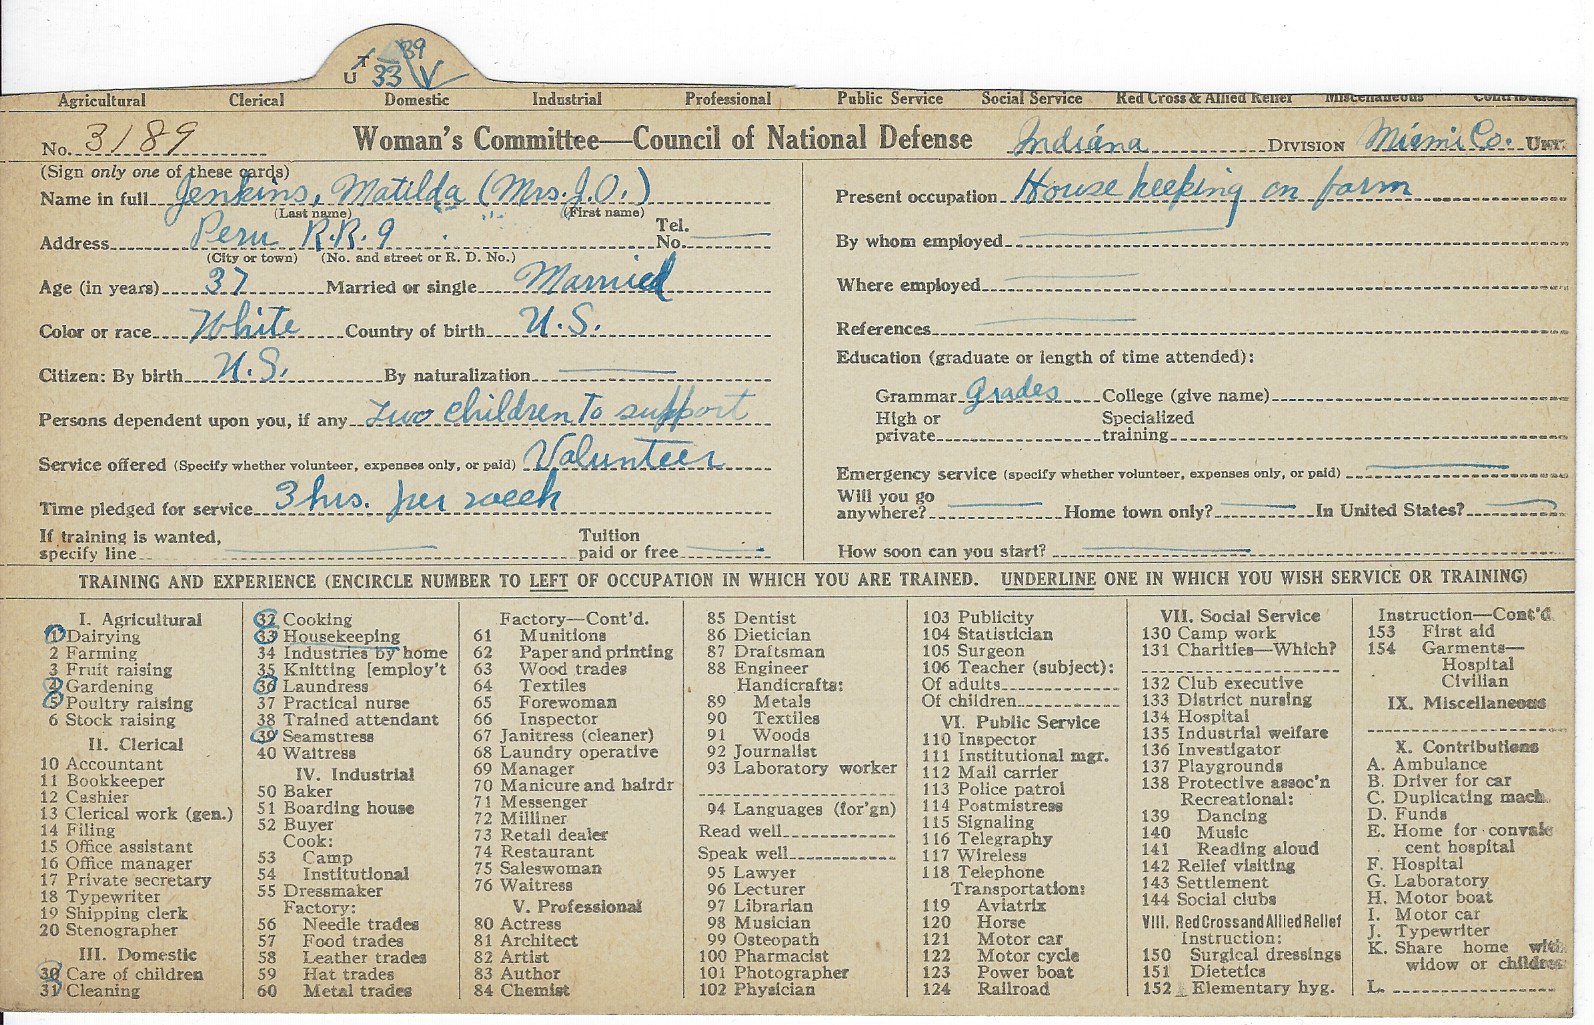 U T 33 39
Agricultural Clerical Domestic Industrial Professional Public Service Social Service Red Cross & Allied Relief Miscellaneous Contributions
No. 3189 Woman's Committee—Council of National Defense Indiana DIVISION Miami Co. UNIT
(Sign only one of these cards)
Name in full Jenkins, Matilda (Mrs. J.O.)
(Last name) (First name)
Address Peru R.R. 9 Tel. No.
(City or town) (No. and street or R. D. No.)
Age (in years) 37 Married or single Married
Color or race White Country of birth U.S.
Citizen: By birth U.S. By naturalization
Persons dependent upon you, if any two children to support
Service offered (Specify whether volunteer, expenses only, or paid) Volunteer
Time pledged for service 3 hrs. per week
If training is wanted, specify line Tuition paid or free
Present occupation House keeping on farm
By whom employed
Where employed
References
Education (graduate or length of time attended):
Grammar grades College (give name)
High or private Specialized training
Emergency service (specify whether volunteer, expenses only, or paid)
Will you go anywhere? Home town only? In United States?
How soon can you start?
TRAINING AND EXPERIENCE (ENCIRCLE NUMBER TO LEFT OF OCCUPATION IN WHICH YOU ARE TRAINED. UNDERLINE ONE IN WHICH YOU WISH SERVICE OR TRAINING)
I. Agricultural
1 Dairying
2 Farming
3 Fruit raising
4 Gardening
5 Poultry raising
6 Stock raising
II. Clerical
10 Accountant
11 Bookkeeper
12 Cashier
13 Clerical work (gen.)
14 Filing
15 Office assistant
16 Office manager
17 Private secretary
18 Typewriter
19 Shipping clerk
20 Stenographer
III. Domestic
30 Care of children
31 Cleaning
32 Cooking
33 Housekeeping
34 Industries by home
35 Knitting [employ't
36 Laundress
37 Practical nurse
38 Trained attendant
39 Seamstress
40 Waitress
IV. Industrial
50 Baker
51 Boarding house
52 Buyer
Cook:
53 Camp
54 Institutional
55 Dressmaker
Factory:
56 Needle trades
57 Food trades
58 Leather trades
59 Hat trades
60 Metal trades
Factory—Cont'd.
61 Munitions
62 Paper and printing
63 Wood trades
64 Textiles
65 Forewoman
66 Inspector
67 Janitress (cleaner)
68 Laundry operative
69 Manager
70 Manicure and hairdr
71 Messenger
72 Milliner
73 Retail dealer
74 Restaurant
75 Saleswoman
76 Waitress
V. Professional
80 Actress
81 Architect
82 Artist
83 Author
84 Chemist
85 Dentist
86 Dietician
87 Draftsman
88 Engineer
Handicrafts:
89 Metals
90 Textiles
91 Woods
92 Journalist
93 Laboratory worker
94 Languages (for'gn)
Read well
Speak well
95 Lawyer
96 Lecturer
97 Librarian
98 Musician
99 Osteopath
100 Pharmacist
101 Photographer
102 Physician
103 Publicity
104 Statistician
105 Surgeon
106 Teacher (subject):
Of adults
Of children
VI. Public Service
110 Inspector
111 Institutional mgr.
112 Mail carrier
113 Police patrol
114 Postmistress
115 Signaling
116 Telegraphy
117 Wireless
118 Telephone
Transportation:
119 Aviatrix
120 Horse
121 Motor car
122 Motor cycle
123 Power boat
124 Railroad
VII. Social Service
130 Camp work
131 Charities—Which?
132 Club executive
133 District nursing
134 Hospital
135 Industrial welfare
136 Investigator
137 Playgrounds
138 Protective assoc'n
Recreational:
139 Dancing
140 Music
141 Reading aloud
142 Relief visiting
143 Settlement
144 Social clubs
VIII. Red Cross and Allied Relief
Instruction:
150 Surgical dressings
151 Dietetics
152 Elementary hyg.
Instruction—Cont'd.
153 First aid
154 Garments—
Hospital
Civilian
IX. Miscellaneous
X. Contributions
A. Ambulance
B. Driver for car
C. Duplicating mach.
D. Funds
E. Home for convales
cent hospital
F. Hospital
G. Laboratory
H. Motor boat
I. Motor car
J. Typewriter
K. Share home with
widow or children
L.